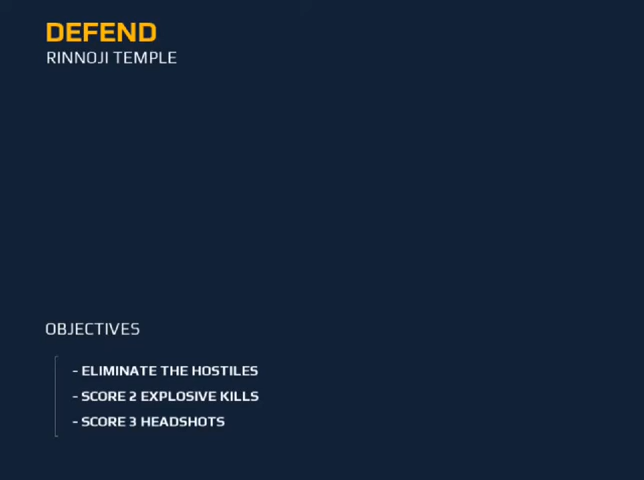 DEFEND
RINNOJI TEMPLE
OBJECTIVES
- ELIMINATE THE HOSTILES
- SCORE 2 EXPLOSIVE KILLS
- SCORE 3 HEADSHOTS